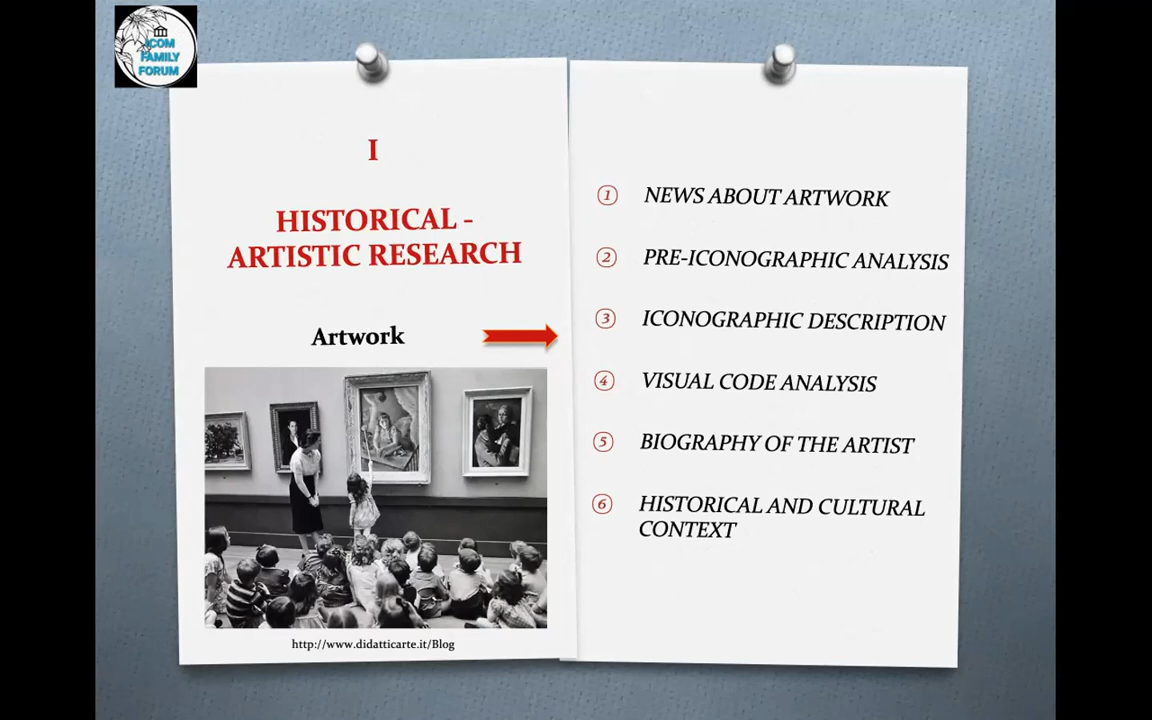 ICOM
FAMILY
FORUM
I
HISTORICAL -
ARTISTIC RESEARCH
Artwork
http://www.didatticarte.it/Blog
① NEWS ABOUT ARTWORK
② PRE-ICONOGRAPHIC ANALYSIS
③ ICONOGRAPHIC DESCRIPTION
④ VISUAL CODE ANALYSIS
⑤ BIOGRAPHY OF THE ARTIST
⑥ HISTORICAL AND CULTURAL
CONTEXT